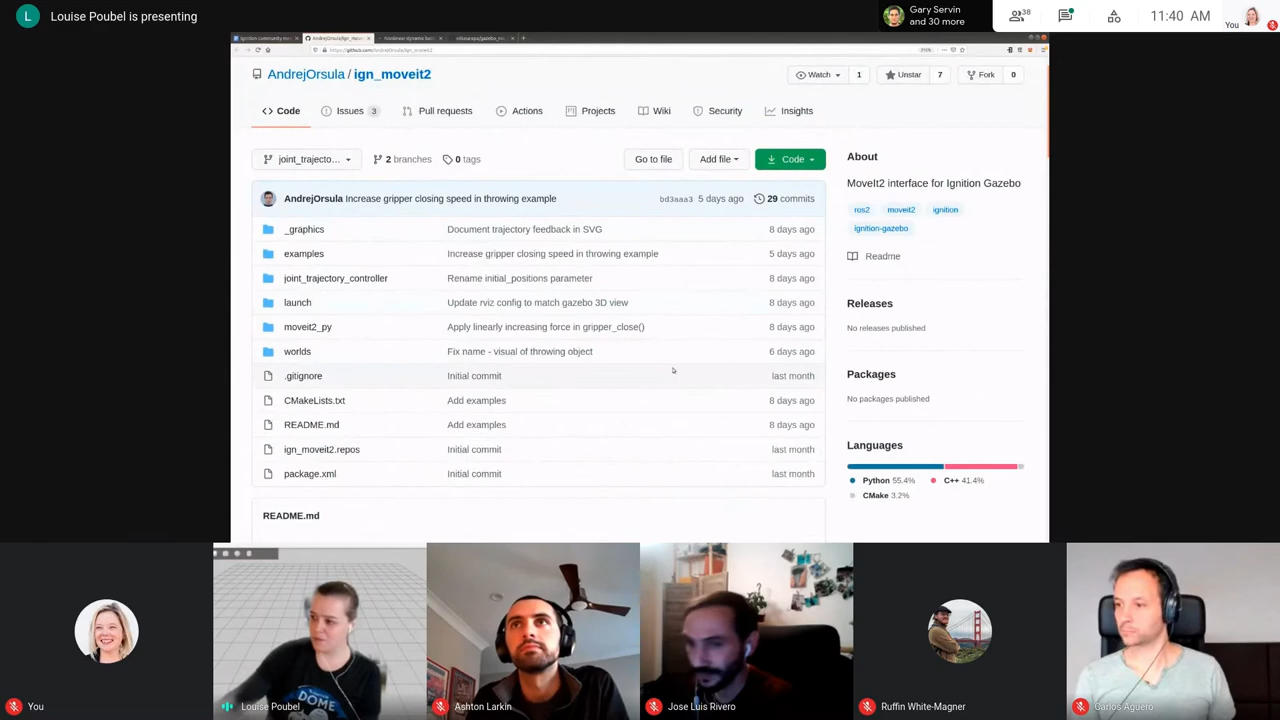 Louise Poubel is presenting
Gary Servin
and 30 more
38
11:40 AM
You
AndrejOrsula / ign_moveit2
Watch 1
Unstar 7
Fork 0
Code
Issues 3
Pull requests
Actions
Projects
Wiki
Security
Insights
joint_trajecto...
2 branches
0 tags
Go to file
Add file
Code
AndrejOrsula Increase gripper closing speed in throwing example
bd3aaa3 5 days ago
29 commits
_graphics Document trajectory feedback in SVG 8 days ago
examples Increase gripper closing speed in throwing example 5 days ago
joint_trajectory_controller Rename initial_positions parameter 8 days ago
launch Update rviz config to match gazebo 3D view 8 days ago
moveit2_py Apply linearly increasing force in gripper_close() 8 days ago
worlds Fix name - visual of throwing object 6 days ago
.gitignore Initial commit last month
CMakeLists.txt Add examples 8 days ago
README.md Add examples 8 days ago
ign_moveit2.repos Initial commit last month
package.xml Initial commit last month
README.md
About
MoveIt2 interface for Ignition Gazebo
ros2 moveit2 ignition
ignition-gazebo
Readme
Releases
No releases published
Packages
No packages published
Languages
Python 55.4% C++ 41.4%
CMake 3.2%
DOME
You
Louise Poubel
Ashton Larkin
Jose Luis Rivero
Ruffin White-Magner
Carlos Agüero